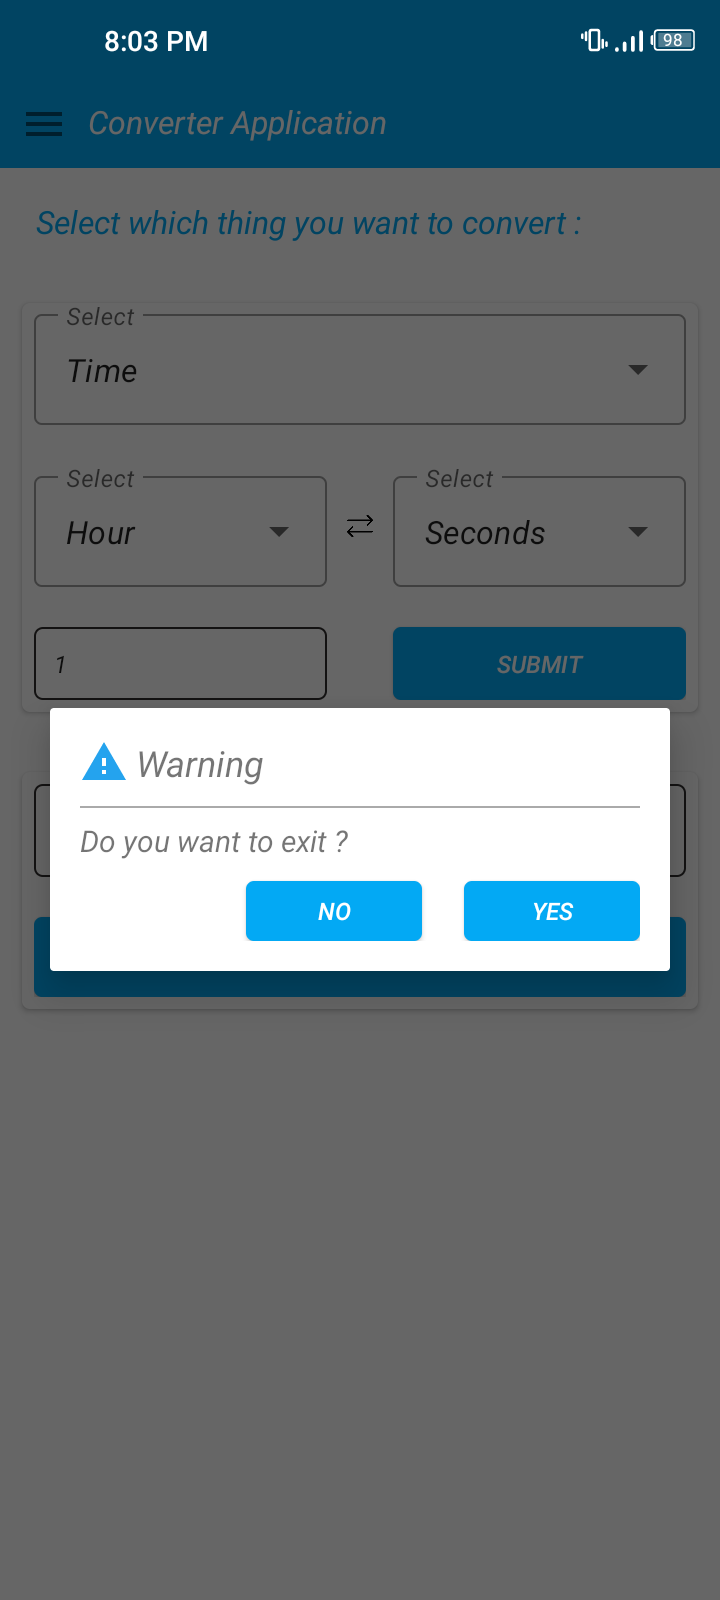 8:03 PM
98
Converter Application
Select which thing you want to convert :
Select
Time
Select
Hour
Select
Seconds
1
SUBMIT
Warning
Do you want to exit ?
NO
YES